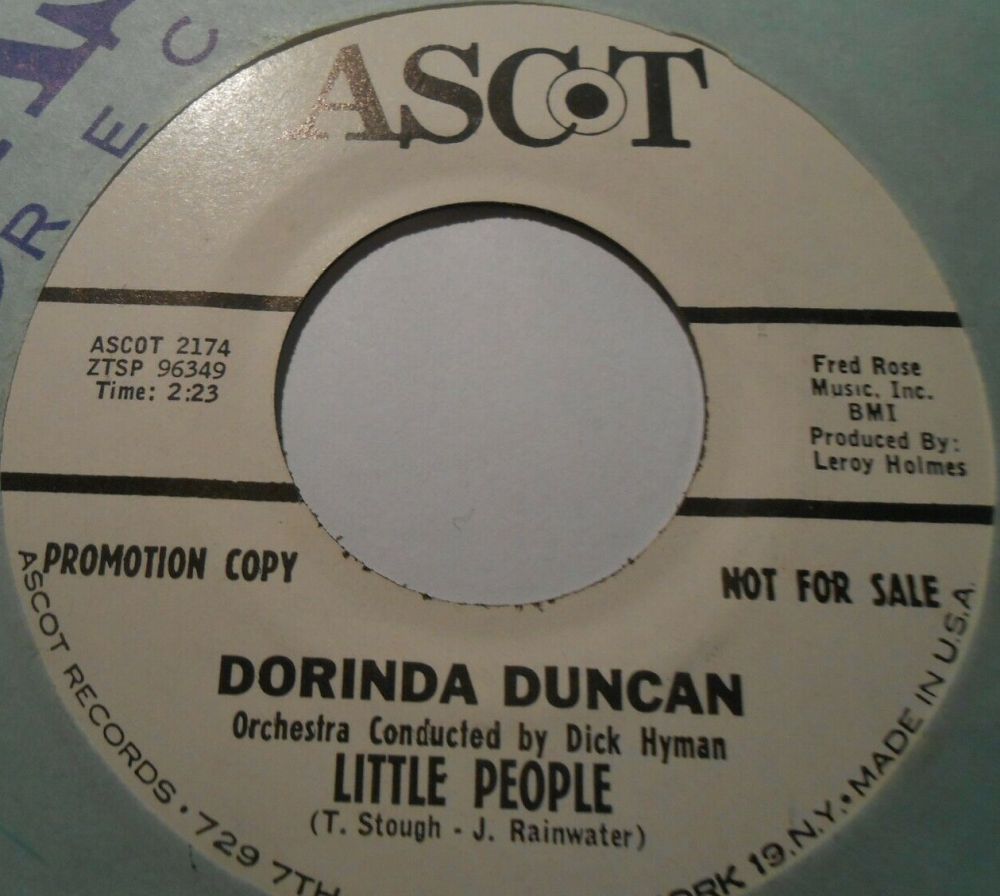 ASCOT
ASCOT 2174
ZTSP 96349
Time: 2:23
Fred Rose
Music, Inc.
BMI
Produced By:
Leroy Holmes
PROMOTION COPY
NOT FOR SALE
DORINDA DUNCAN
Orchestra Conducted by Dick Hyman
LITTLE PEOPLE
(T. Stough - J. Rainwater)
ASCOT RECORDS • 729 7TH
RK 19, N.Y. • MADE IN U.S.A.
REC